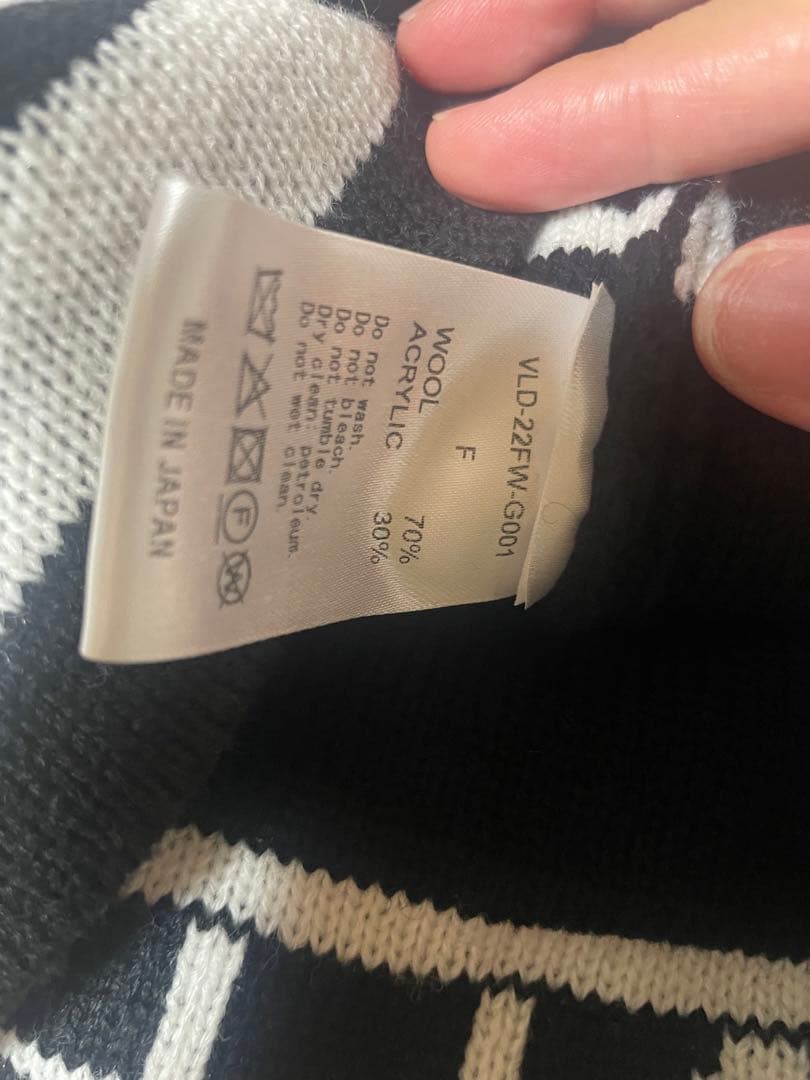 VLD-22FW-G001
F
WOOL 70%
ACRYLIC 30%
Do not wash.
Do not bleach.
Do not tumble dry.
Dry clean: petroleum.
Do not wet clean.
F
W
MADE IN JAPAN